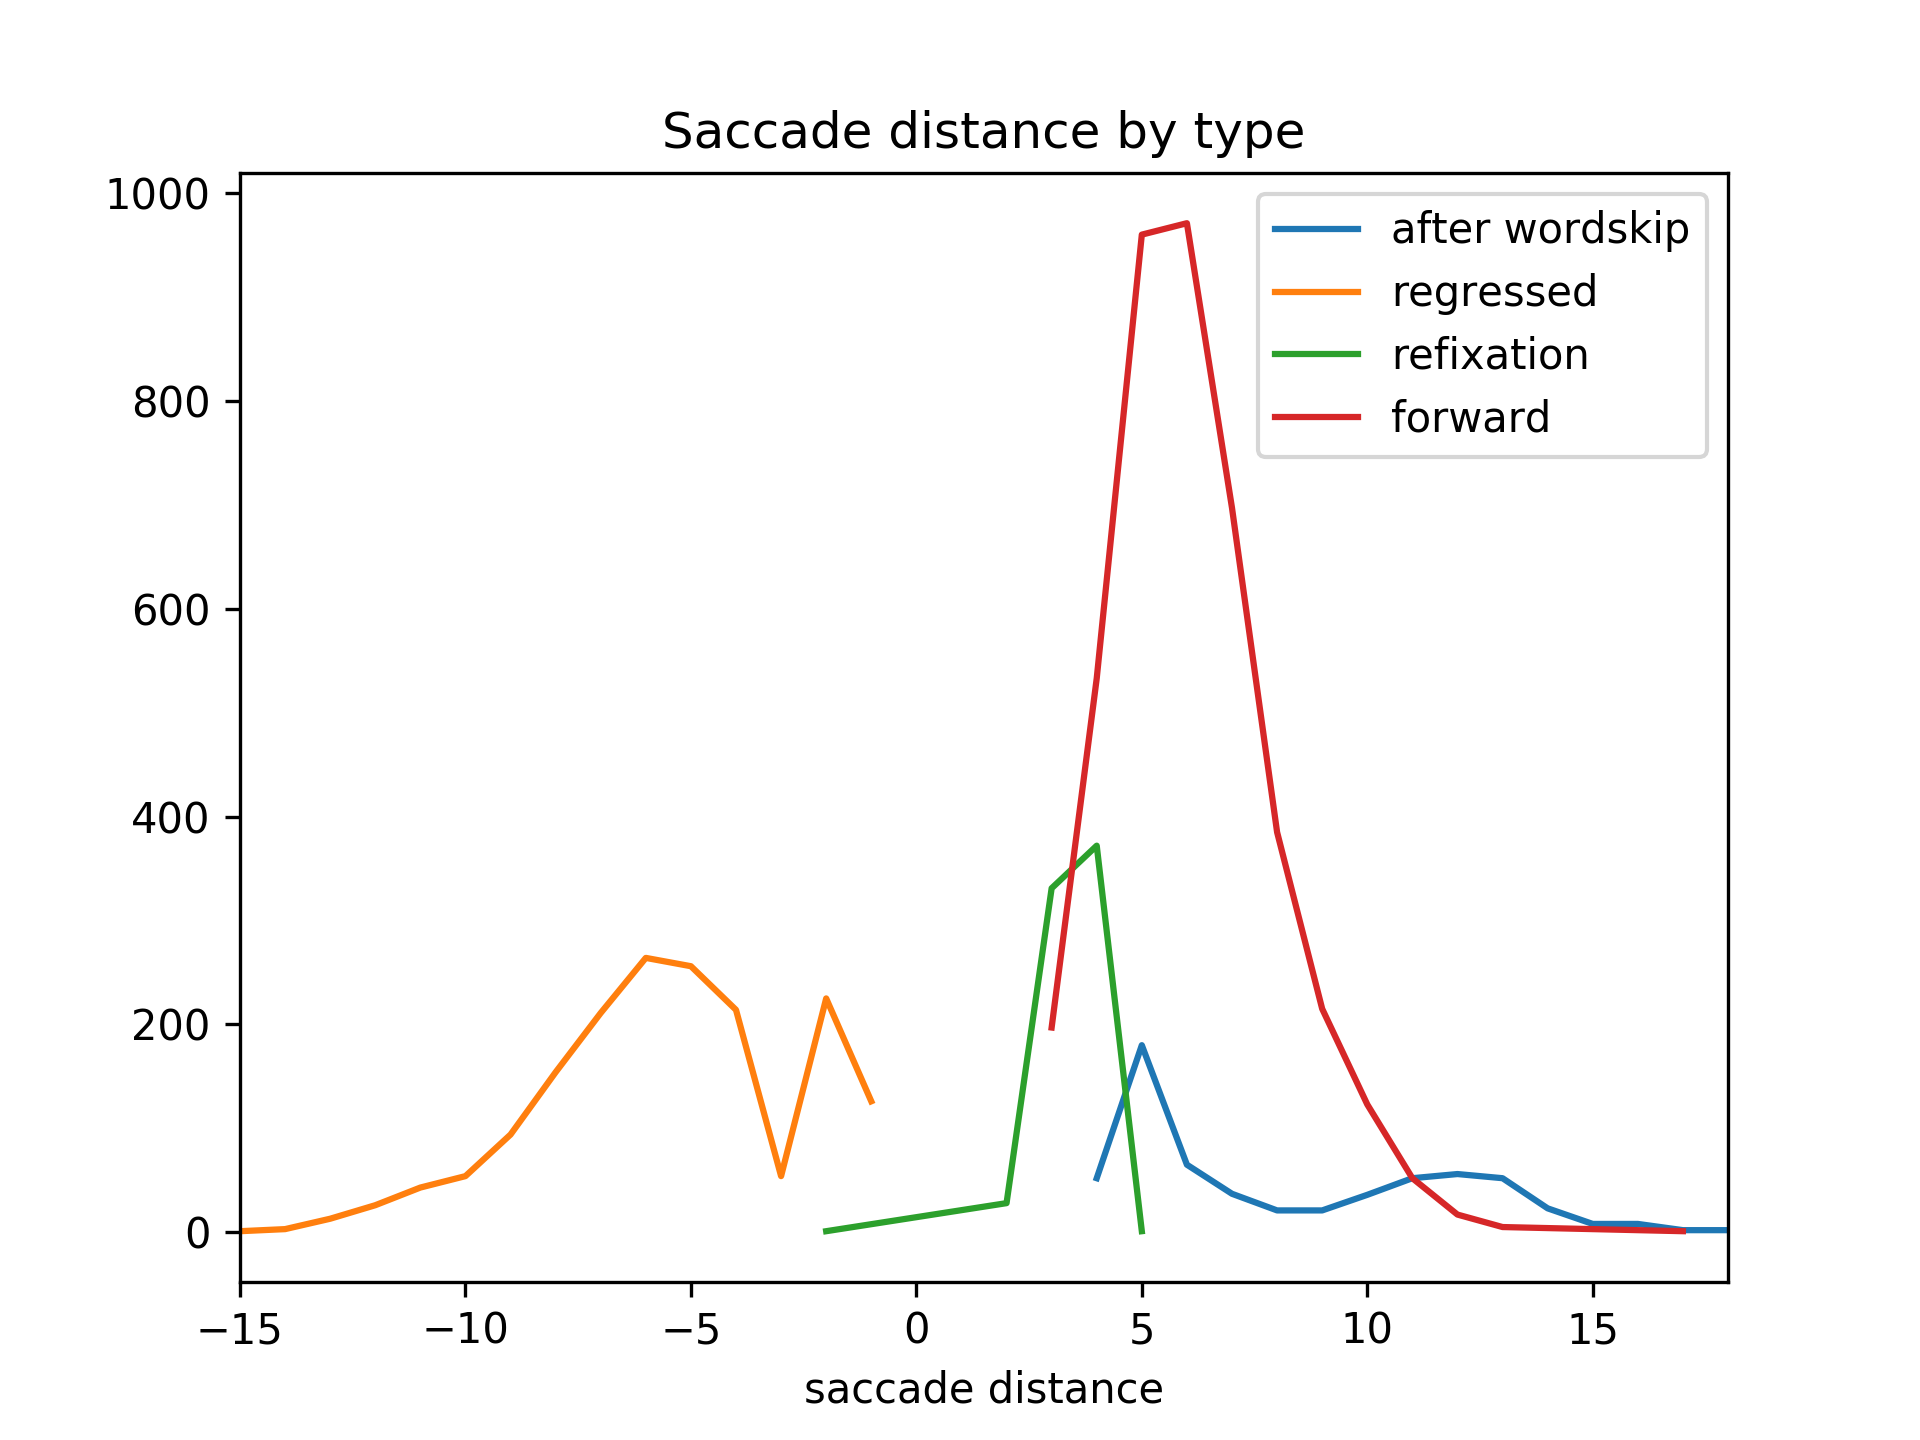 Saccade distance by type
1000
800
600
400
200
0
after wordskip
regressed
refixation
forward
−15 −10 −5 0 5 10 15
saccade distance